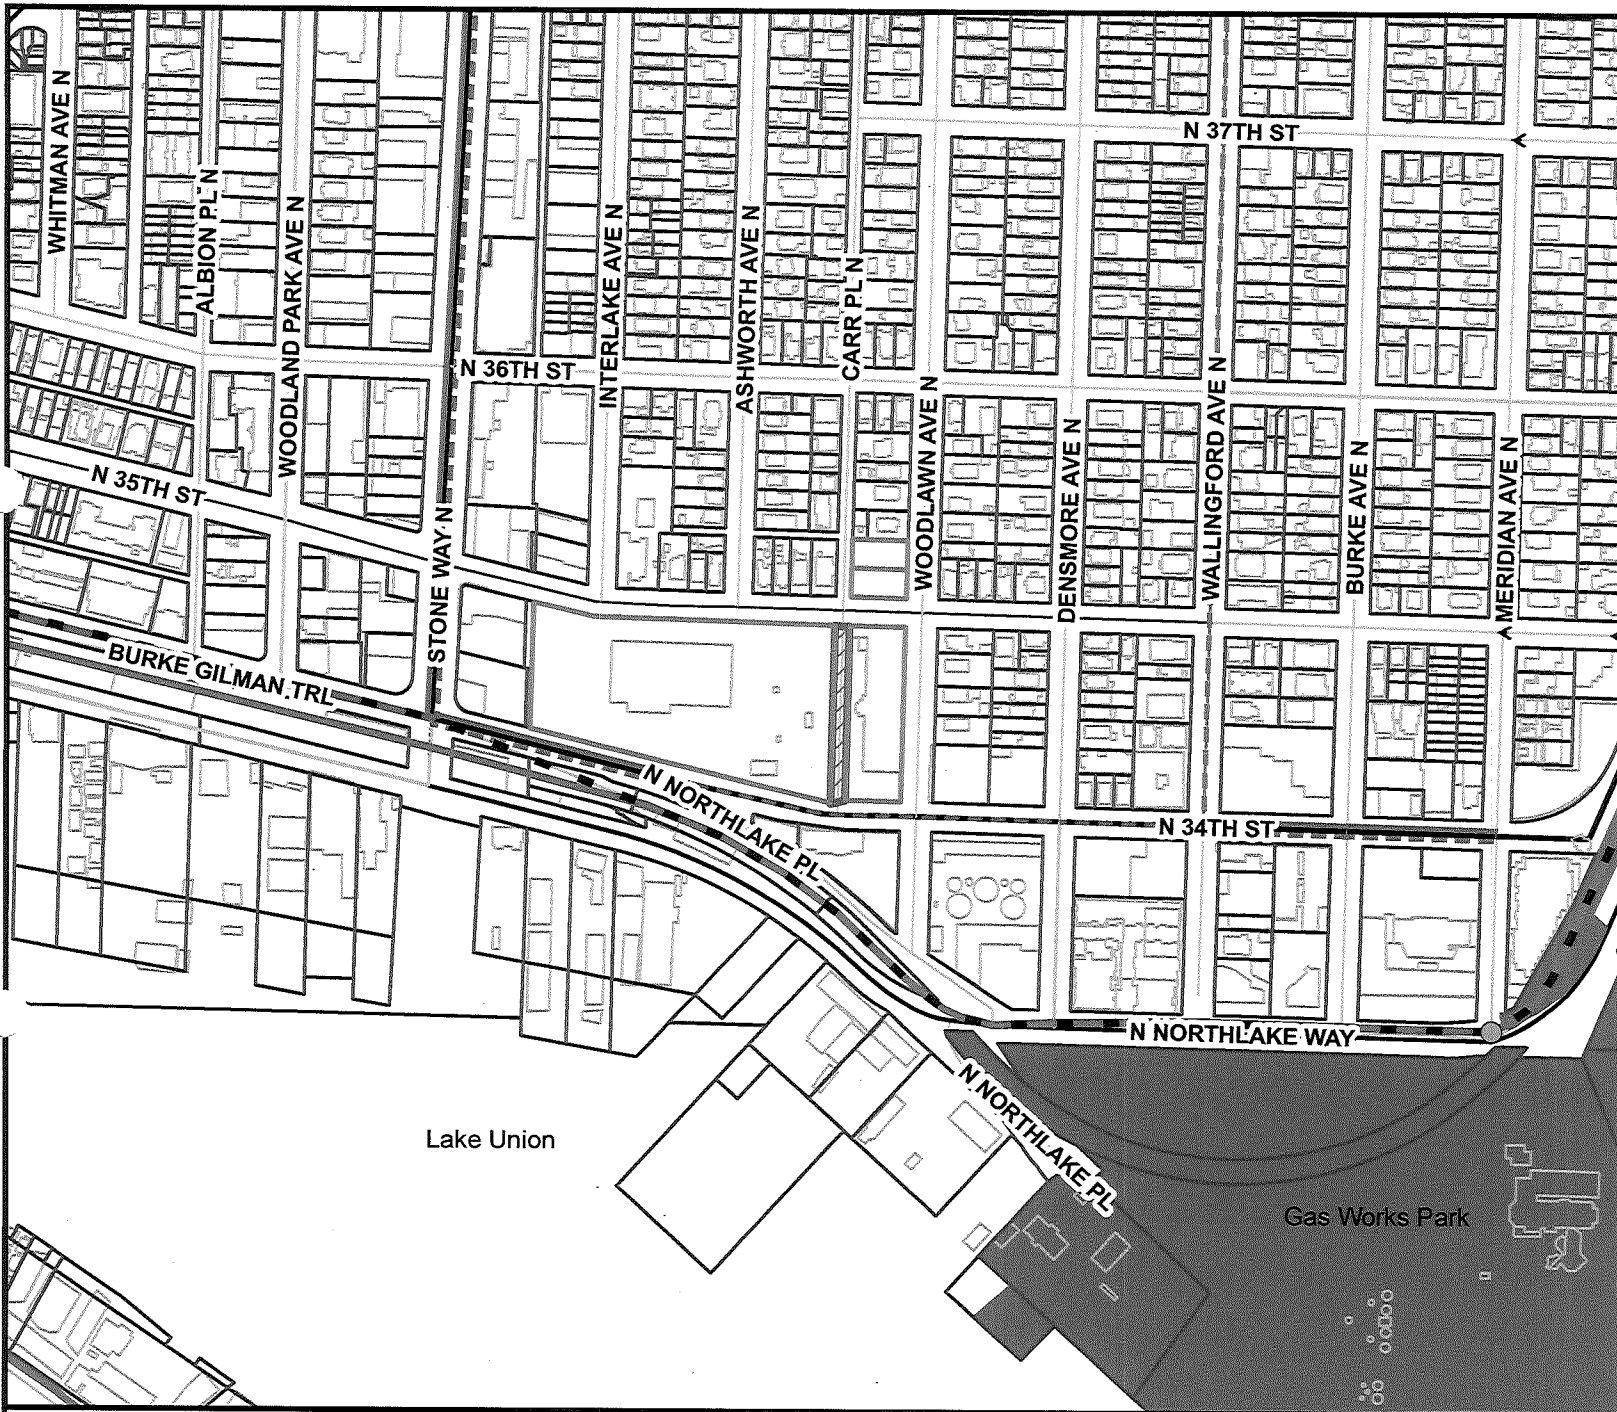 N 37TH ST
WHITMAN AVE N
ALBION PL N
WOODLAND PARK AVE N
INTERLAKE AVE N
ASHWORTH AVE N
CARR PL N
N 36TH ST
WOODLAWN AVE N
DENSMORE AVE N
WALLINGFORD AVE N
BURKE AVE N
MERIDIAN AVE N
N 35TH ST
STONE WAY N
BURKE GILMAN TRL
N NORTHLAKE PL
N 34TH ST
N NORTHLAKE WAY
N NORTHLAKE PL
Lake Union
Gas Works Park